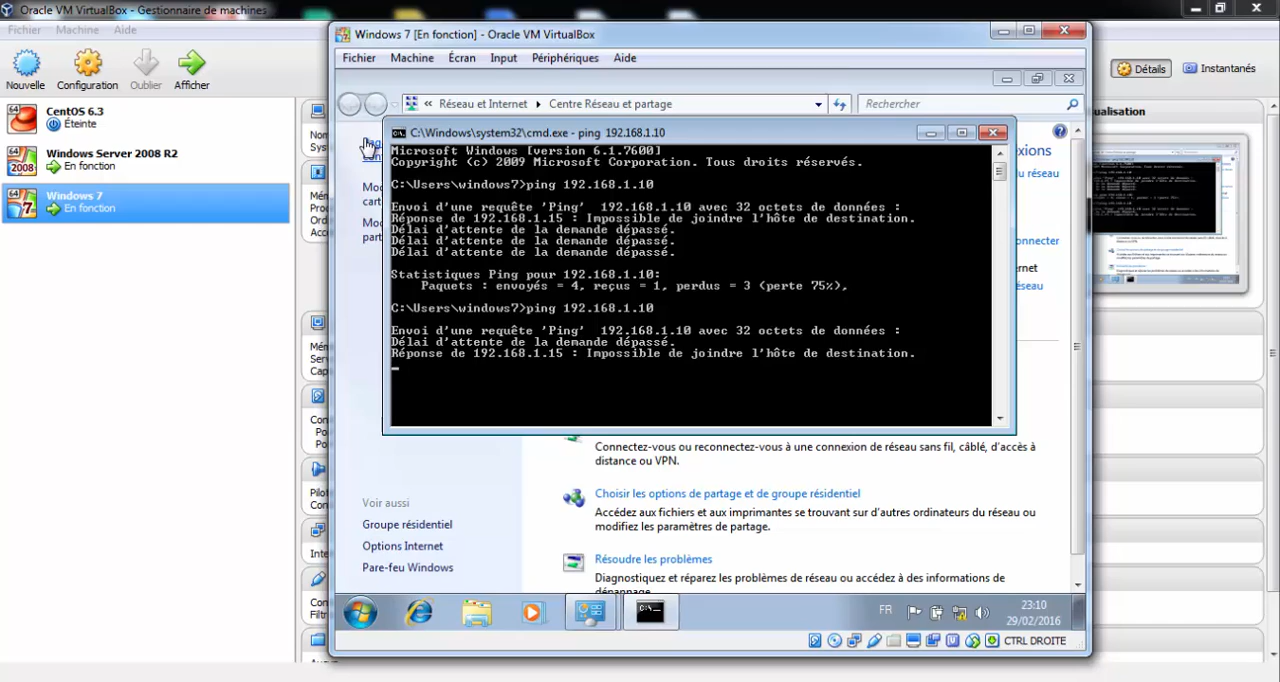 Oracle VM VirtualBox - Gestionnaire de machines
Fichier Machine Aide
Nouvelle Configuration Oublier Afficher
Détails Instantanés
CentOS 6.3
Éteinte
Windows Server 2008 R2
En fonction
Windows 7
En fonction
Windows 7 [En fonction] - Oracle VM VirtualBox
Fichier Machine Écran Input Périphériques Aide
« Réseau et Internet Centre Réseau et partage
Rechercher
C:\Windows\system32\cmd.exe - ping 192.168.1.10
Microsoft Windows [version 6.1.7600]
Copyright (c) 2009 Microsoft Corporation. Tous droits réservés.
C:\Users\windows7>ping 192.168.1.10
Envoi d'une requête 'Ping' 192.168.1.10 avec 32 octets de données :
Réponse de 192.168.1.15 : Impossible de joindre l'hôte de destination.
Délai d'attente de la demande dépassé.
Délai d'attente de la demande dépassé.
Délai d'attente de la demande dépassé.
Statistiques Ping pour 192.168.1.10:
Paquets : envoyés = 4, reçus = 1, perdus = 3 (perte 75%),
C:\Users\windows7>ping 192.168.1.10
Envoi d'une requête 'Ping' 192.168.1.10 avec 32 octets de données :
Délai d'attente de la demande dépassé.
Réponse de 192.168.1.15 : Impossible de joindre l'hôte de destination.
Connectez-vous ou reconnectez-vous à une connexion de réseau sans fil, câblé, d'accès à
distance ou VPN.
Choisir les options de partage et de groupe résidentiel
Accédez aux fichiers et aux imprimantes se trouvant sur d'autres ordinateurs du réseau ou
modifiez les paramètres de partage.
Résoudre les problèmes
Diagnostiquez et réparez les problèmes de réseau ou accédez à des informations de
dépannage.
Voir aussi
Groupe résidentiel
Options Internet
Pare-feu Windows
FR
23:10
29/02/2016
CTRL DROITE